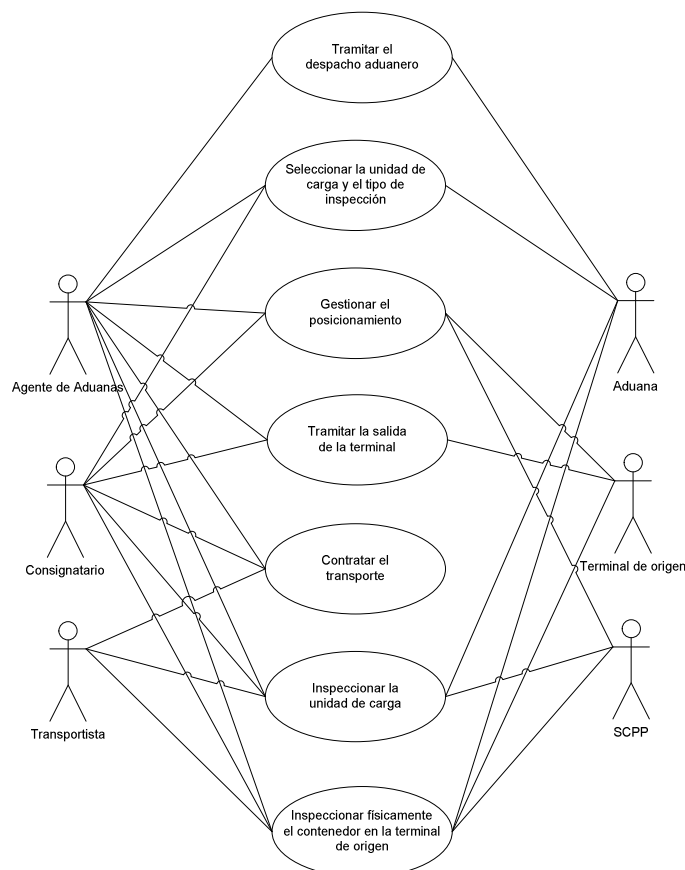 Tramitar el
despacho aduanero
Seleccionar la unidad de
carga y el tipo de
inspección
Gestionar el
posicionamiento
Agente de Aduanas
Aduana
Tramitar la salida
de la terminal
Consignatario
Terminal de origen
Contratar el
transporte
Transportista
SCPP
Inspeccionar la
unidad de carga
Inspeccionar físicamente
el contenedor en la terminal
de origen